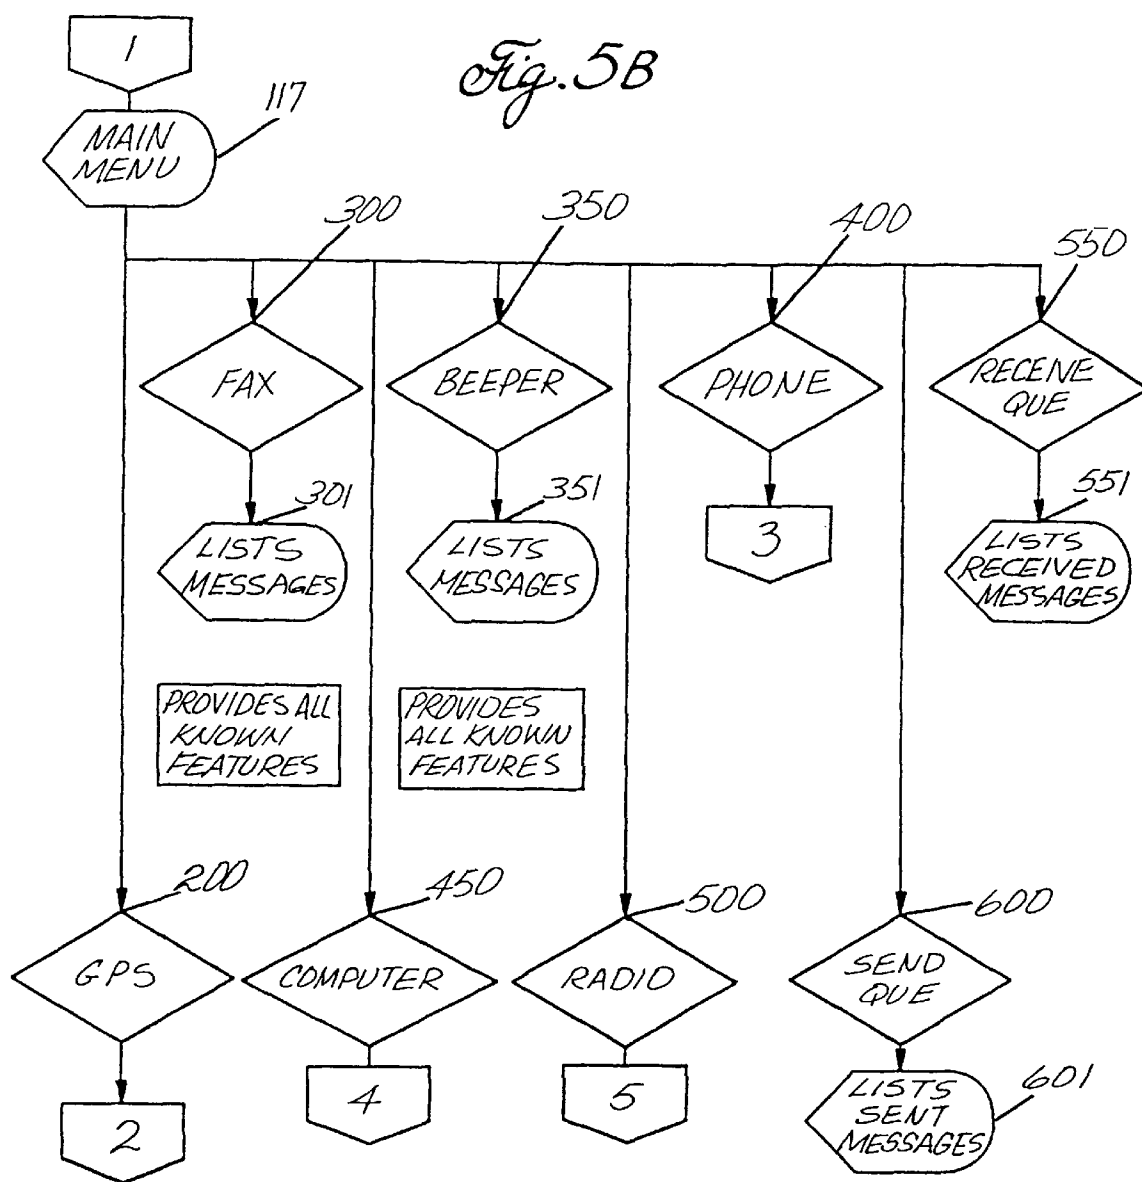 1
Fig. 5B
117
MAIN
MENU
300
350
400
550
FAX
BEEPER
PHONE
RECEIVE
QUE
301
351
551
LISTS
MESSAGES
LISTS
MESSAGES
3
LISTS
RECEIVED
MESSAGES
PROVIDES ALL
KNOWN
FEATURES
PROVIDES
ALL KNOWN
FEATURES
200
450
500
600
GPS
COMPUTER
RADIO
SEND
QUE
2
4
5
LISTS
SENT
MESSAGES
601